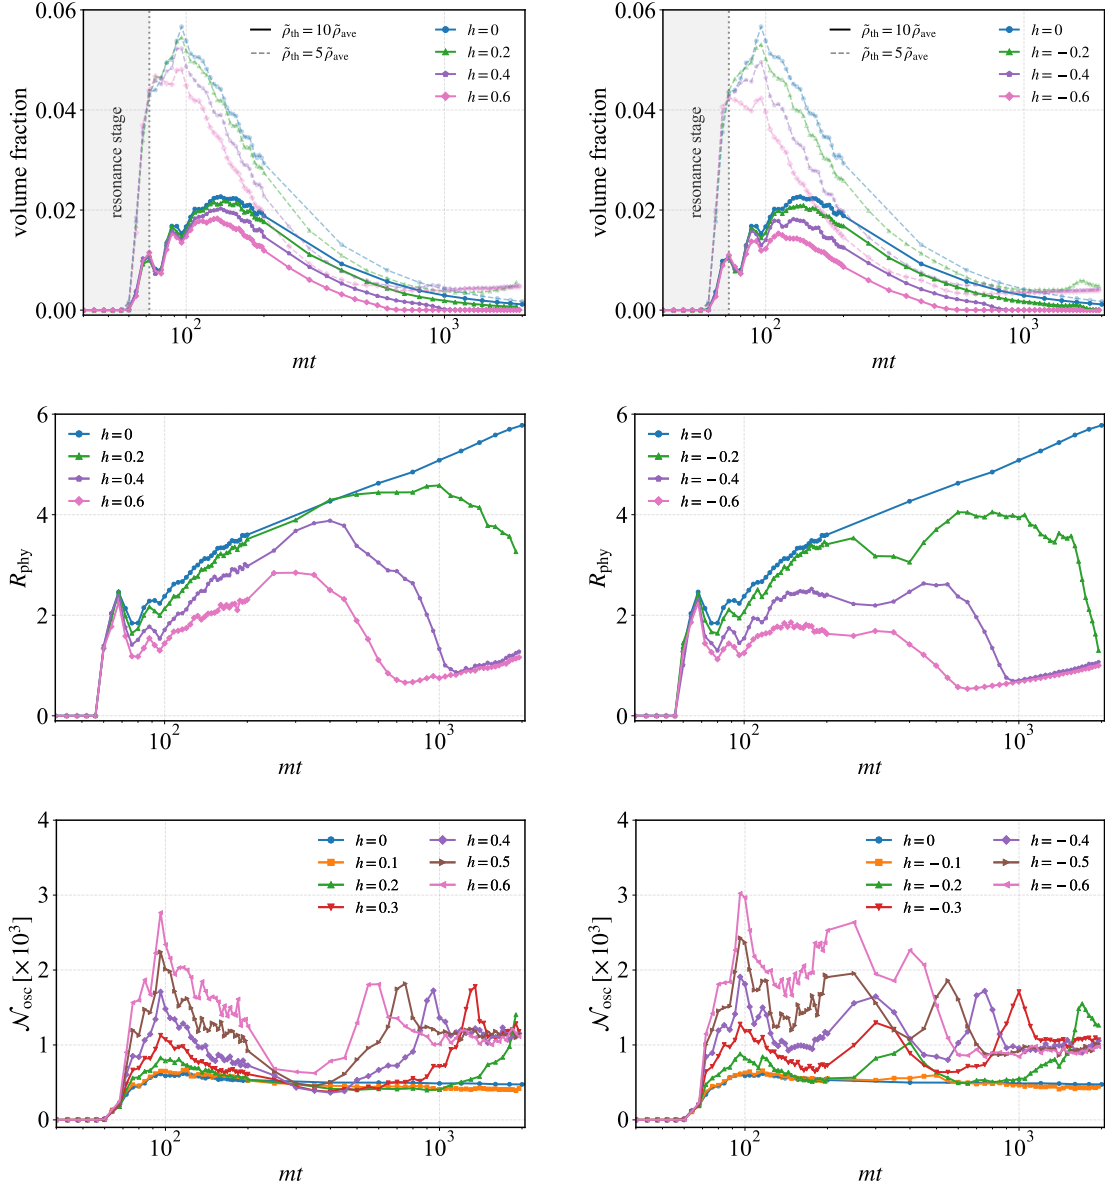 volume fraction
0.06
0.04
0.02
0.00
resonance stage
ρ̃th = 10ρ̃ave
ρ̃th = 5ρ̃ave
h = 0
h = 0.2
h = 0.4
h = 0.6
10²
10³
mt
volume fraction
0.06
0.04
0.02
0.00
resonance stage
ρ̃th = 10ρ̃ave
ρ̃th = 5ρ̃ave
h = 0
h = −0.2
h = −0.4
h = −0.6
10²
10³
mt
Rphy
6
4
2
0
h = 0
h = 0.2
h = 0.4
h = 0.6
10²
10³
mt
Rphy
6
4
2
0
h = 0
h = −0.2
h = −0.4
h = −0.6
10²
10³
mt
𝒩osc [×10³]
4
3
2
1
0
h = 0
h = 0.1
h = 0.2
h = 0.3
h = 0.4
h = 0.5
h = 0.6
10²
10³
mt
𝒩osc [×10³]
4
3
2
1
0
h = 0
h = −0.1
h = −0.2
h = −0.3
h = −0.4
h = −0.5
h = −0.6
10²
10³
mt